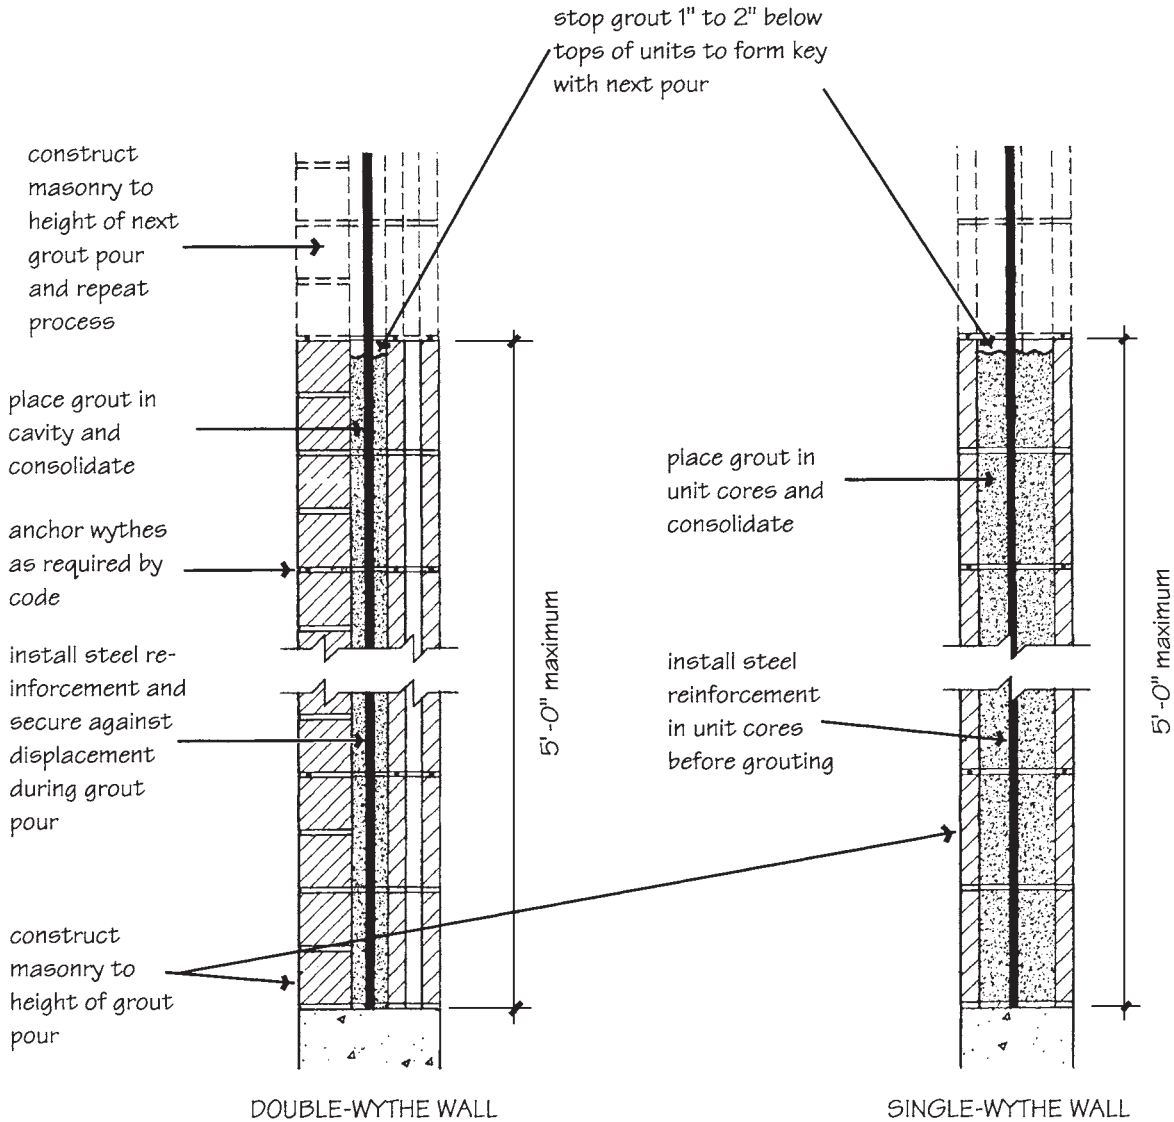 stop grout 1" to 2" below
tops of units to form key
with next pour
construct
masonry to
height of next
grout pour
and repeat
process
place grout in
cavity and
consolidate
anchor wythes
as required by
code
install steel re-
inforcement and
secure against
displacement
during grout
pour
construct
masonry to
height of grout
pour
5'-0" maximum
place grout in
unit cores and
consolidate
install steel
reinforcement
in unit cores
before grouting
5'-0" maximum
DOUBLE-WYTHE WALL
SINGLE-WYTHE WALL